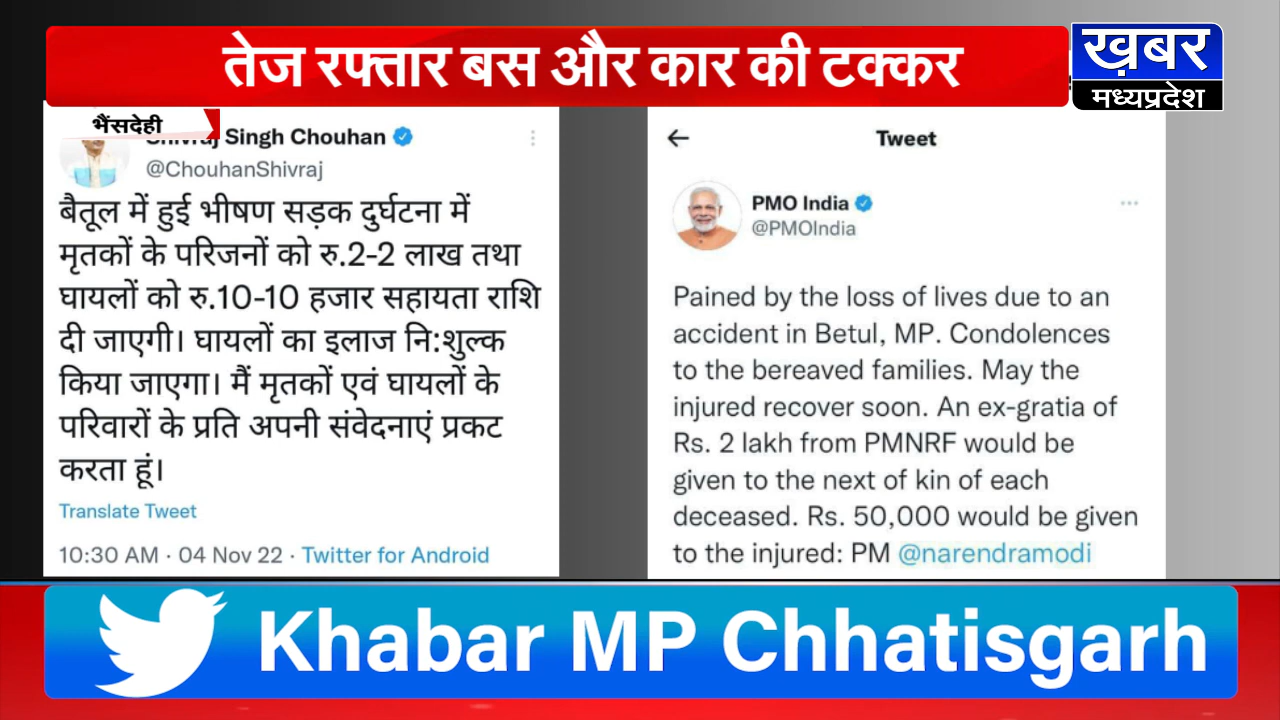 तेज रफ्तार बस और कार की टक्कर
ख़बर
मध्यप्रदेश
भैंसदेही
Shivraj Singh Chouhan
@ChouhanShivraj
बैतूल में हुई भीषण सड़क दुर्घटना में
मृतकों के परिजनों को रु.2-2 लाख तथा
घायलों को रु.10-10 हजार सहायता राशि
दी जाएगी। घायलों का इलाज नि:शुल्क
किया जाएगा। मैं मृतकों एवं घायलों के
परिवारों के प्रति अपनी संवेदनाएं प्रकट
करता हूं।
Translate Tweet
10:30 AM · 04 Nov 22 · Twitter for Android
Tweet
PMO India
@PMOIndia
Pained by the loss of lives due to an
accident in Betul, MP. Condolences
to the bereaved families. May the
injured recover soon. An ex-gratia of
Rs. 2 lakh from PMNRF would be
given to the next of kin of each
deceased. Rs. 50,000 would be given
to the injured: PM @narendramodi
Khabar MP Chhatisgarh